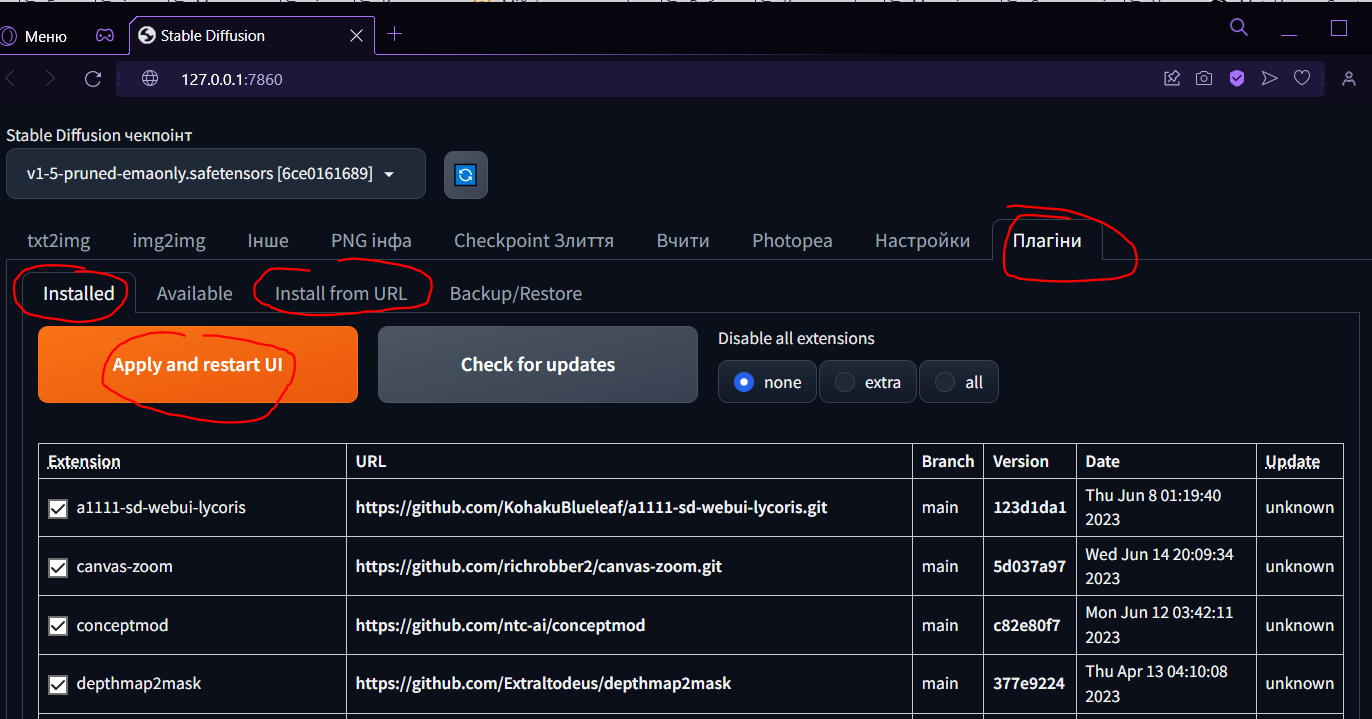 Меню
Stable Diffusion
127.0.0.1:7860
Stable Diffusion чекпоінт
v1-5-pruned-emaonly.safetensors [6ce0161689]
txt2img img2img Інше PNG інфа Checkpoint Злиття Вчити Photopea Настройки Плагіни
Installed Available Install from URL Backup/Restore
Apply and restart UI Check for updates
Disable all extensions
none extra all
Extension URL Branch Version Date Update
a1111-sd-webui-lycoris https://github.com/KohakuBlueleaf/a1111-sd-webui-lycoris.git main 123d1da1 Thu Jun 8 01:19:40 2023 unknown
canvas-zoom https://github.com/richrobber2/canvas-zoom.git main 5d037a97 Wed Jun 14 20:09:34 2023 unknown
conceptmod https://github.com/ntc-ai/conceptmod main c82e80f7 Mon Jun 12 03:42:11 2023 unknown
depthmap2mask https://github.com/Extraltodeus/depthmap2mask main 377e9224 Thu Apr 13 04:10:08 2023 unknown